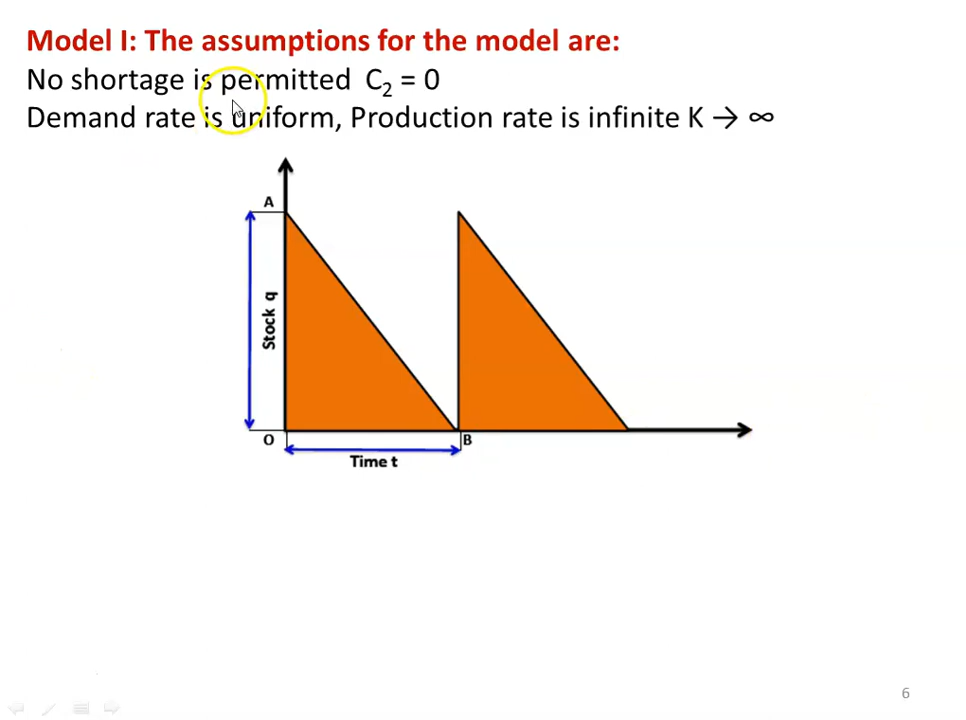 Model I: The assumptions for the model are:
No shortage is permitted C₂ = 0
Demand rate is uniform, Production rate is infinite K → ∞
A
Stock q
O
B
Time t
6